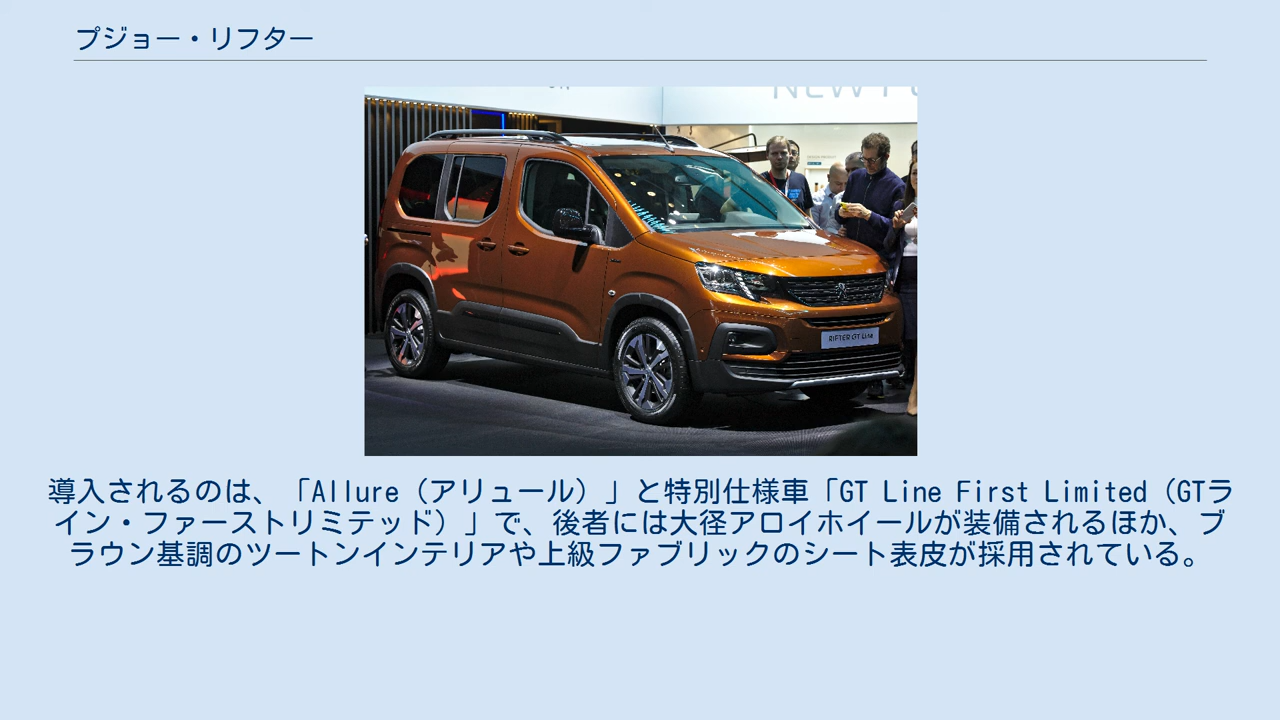 プジョー・リフター
NEW
RIFTER GT Line
導入されるのは、「Allure（アリュール）」と特別仕様車「GT Line First Limited（GTラ
イン・ファーストリミテッド）」で、後者には大径アロイホイールが装備されるほか、ブ
ラウン基調のツートンインテリアや上級ファブリックのシート表皮が採用されている。